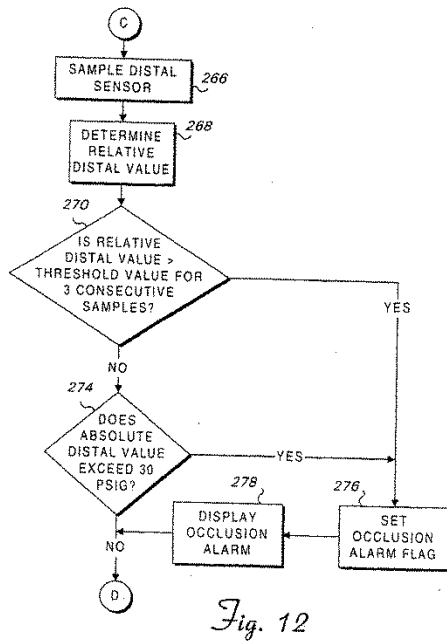 C
SAMPLE DISTAL
SENSOR
266
268
DETERMINE
RELATIVE
DISTAL VALUE
270
IS RELATIVE
DISTAL VALUE >
THRESHOLD VALUE FOR
3 CONSECUTIVE
SAMPLES?
YES
NO
274
DOES
ABSOLUTE
DISTAL VALUE
EXCEED 30
PSIG?
YES
278
276
DISPLAY
OCCLUSION
ALARM
SET
OCCLUSION
ALARM FLAG
NO
D
Fig. 12